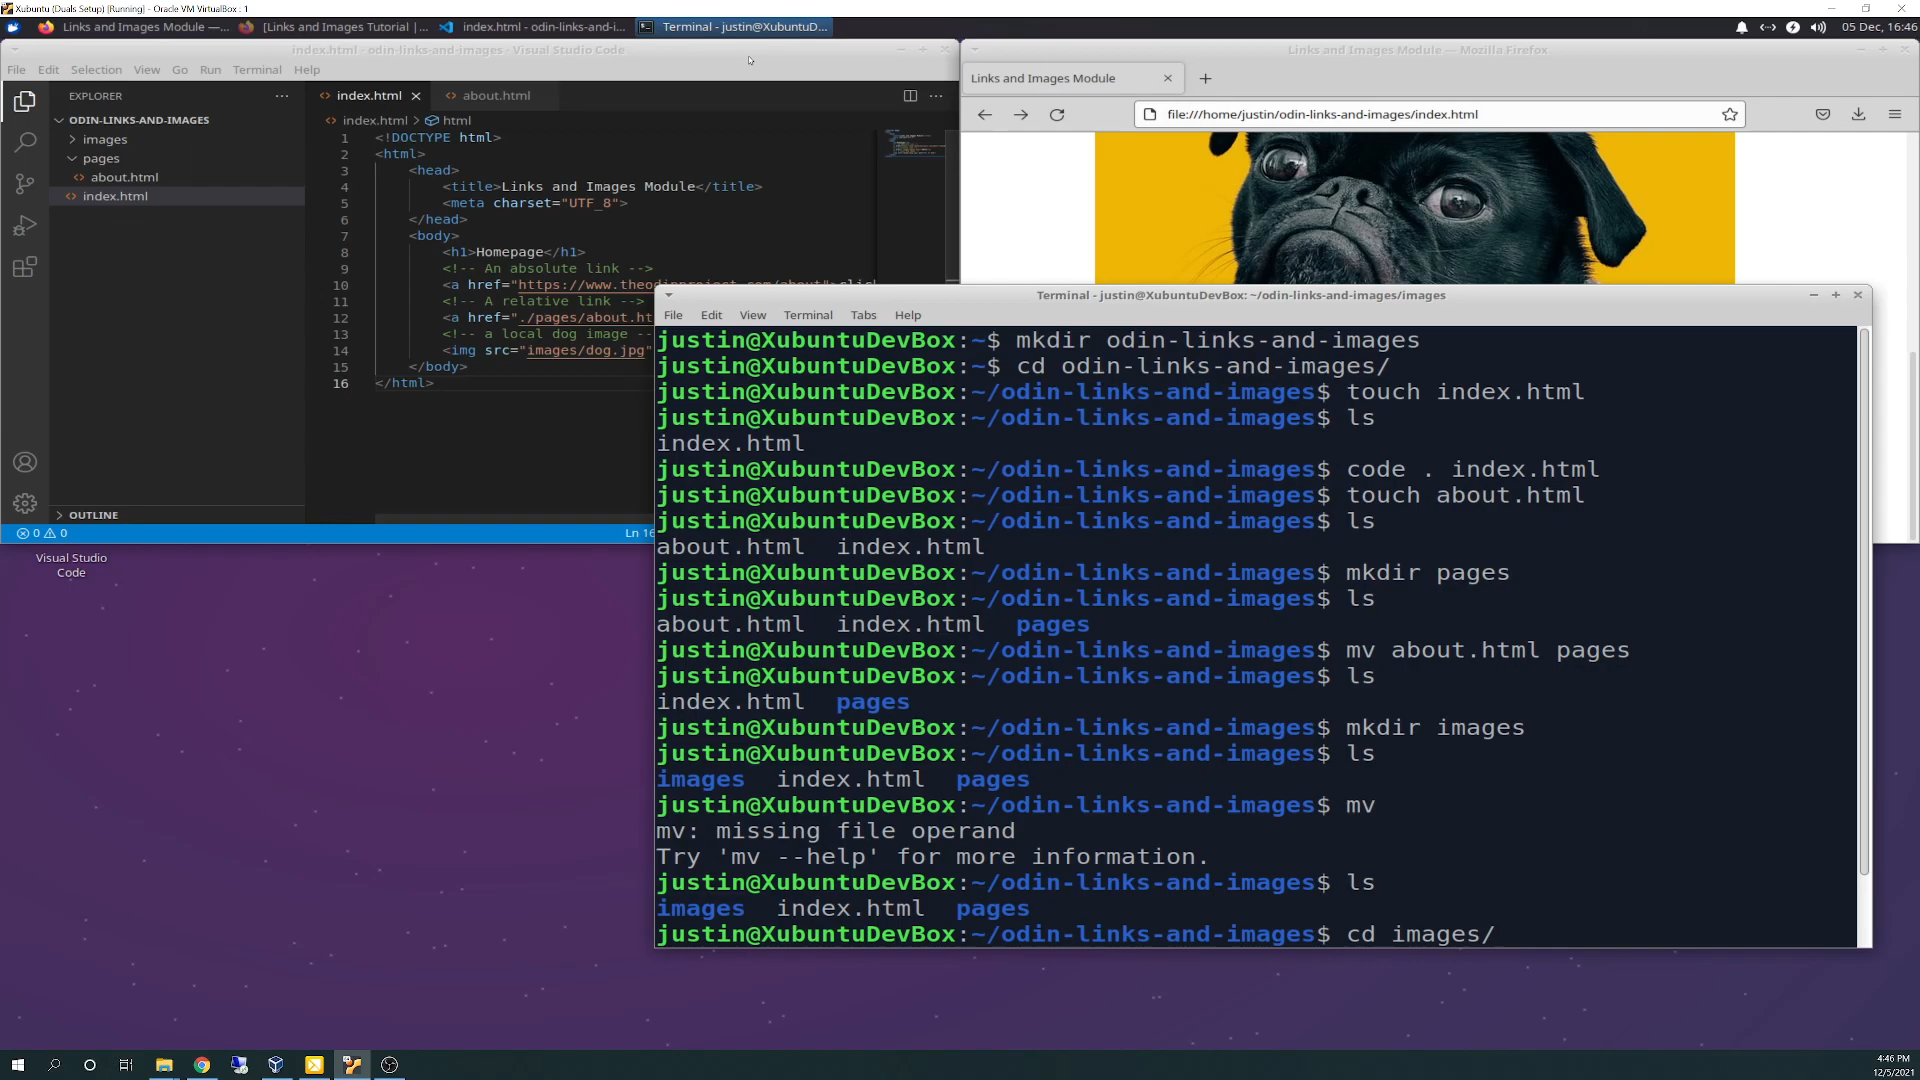 Xubuntu (Duals Setup) [Running] - Oracle VM VirtualBox : 1
Links and Images Module —...
[Links and Images Tutorial |...
index.html - odin-links-and-i...
Terminal - justin@XubuntuD...
05 Dec, 16:46
index.html - odin-links-and-images - Visual Studio Code
File Edit Selection View Go Run Terminal Help
EXPLORER
ODIN-LINKS-AND-IMAGES
images
pages
about.html
index.html
OUTLINE
index.html
about.html
index.html > html
1 <!DOCTYPE html>
2 <html>
3 <head>
4 <title>Links and Images Module</title>
5 <meta charset="UTF_8">
6 </head>
7 <body>
8 <h1>Homepage</h1>
9 <!-- An absolute link -->
10 <a href="https://www.theodinproject.com/about">clic
11 <!-- A relative link -->
12 <a href="./pages/about.ht
13 <!-- a local dog image --
14 <img src="images/dog.jpg"
15 </body>
16 </html>
0 0
Ln 16
Links and Images Module — Mozilla Firefox
Links and Images Module
file:///home/justin/odin-links-and-images/index.html
Terminal - justin@XubuntuDevBox: ~/odin-links-and-images/images
File Edit View Terminal Tabs Help
justin@XubuntuDevBox:~$ mkdir odin-links-and-images
justin@XubuntuDevBox:~$ cd odin-links-and-images/
justin@XubuntuDevBox:~/odin-links-and-images$ touch index.html
justin@XubuntuDevBox:~/odin-links-and-images$ ls
index.html
justin@XubuntuDevBox:~/odin-links-and-images$ code . index.html
justin@XubuntuDevBox:~/odin-links-and-images$ touch about.html
justin@XubuntuDevBox:~/odin-links-and-images$ ls
about.html index.html
justin@XubuntuDevBox:~/odin-links-and-images$ mkdir pages
justin@XubuntuDevBox:~/odin-links-and-images$ ls
about.html index.html pages
justin@XubuntuDevBox:~/odin-links-and-images$ mv about.html pages
justin@XubuntuDevBox:~/odin-links-and-images$ ls
index.html pages
justin@XubuntuDevBox:~/odin-links-and-images$ mkdir images
justin@XubuntuDevBox:~/odin-links-and-images$ ls
images index.html pages
justin@XubuntuDevBox:~/odin-links-and-images$ mv
mv: missing file operand
Try 'mv --help' for more information.
justin@XubuntuDevBox:~/odin-links-and-images$ ls
images index.html pages
justin@XubuntuDevBox:~/odin-links-and-images$ cd images/
Visual Studio
Code
4:46 PM
12/5/2021